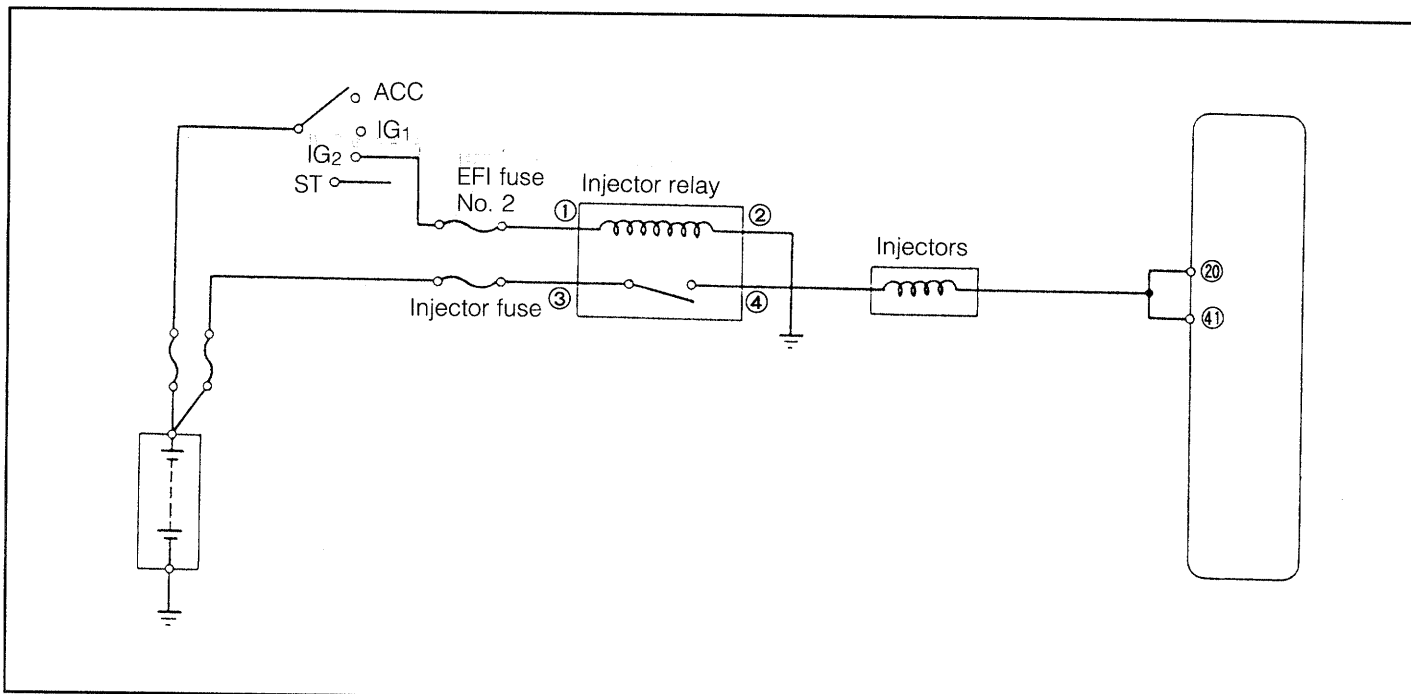 ACC
IG1
IG2
ST
EFI fuse
No. 2
Injector relay
①
②
Injectors
③
④
Injector fuse
⑳
㊶